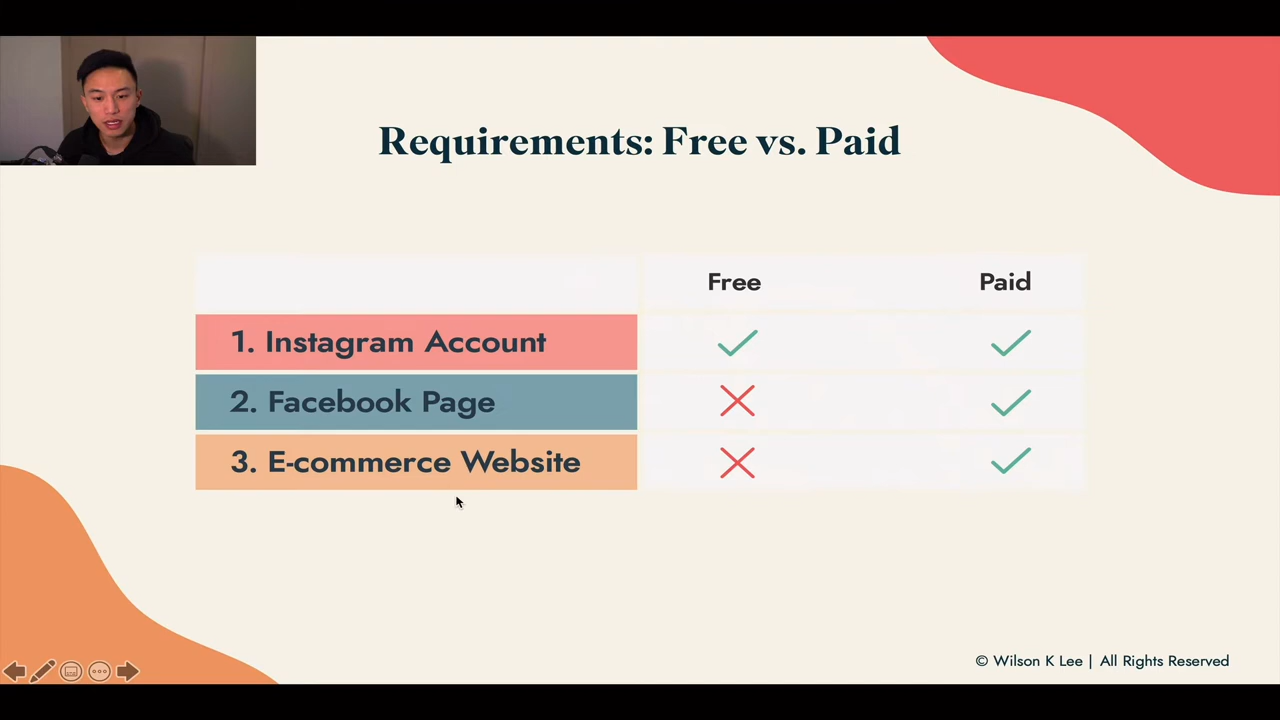 Requirements: Free vs. Paid
Free Paid
1. Instagram Account
2. Facebook Page
3. E-commerce Website
© Wilson K Lee | All Rights Reserved